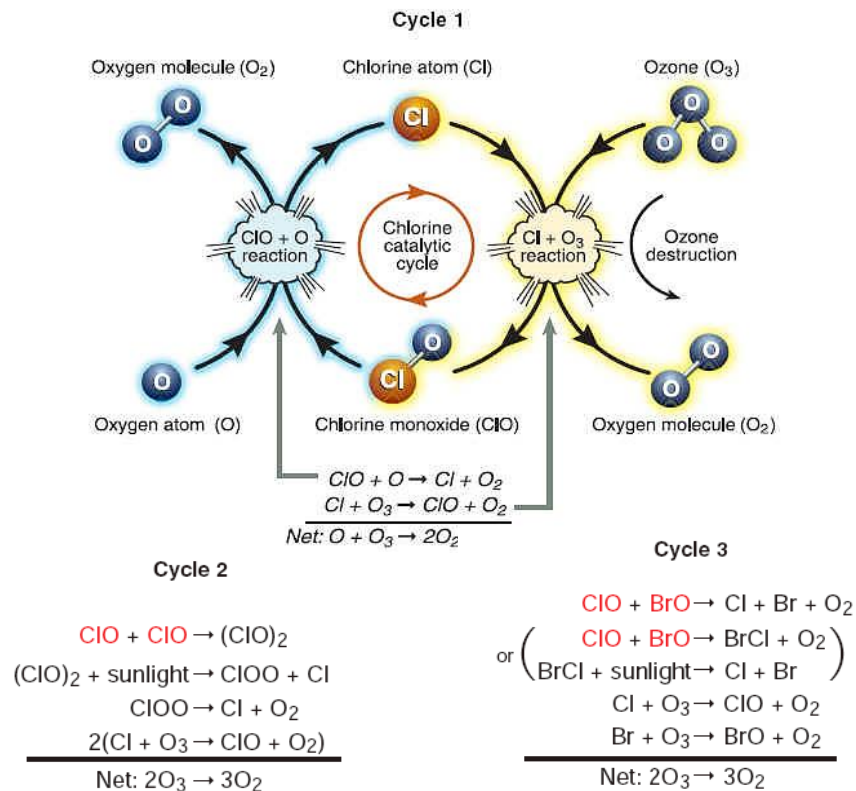 Cycle 1
Oxygen molecule (O₂)
Chlorine atom (Cl)
Ozone (O₃)
O
O
Cl
O
O
O
ClO + O
reaction
Chlorine
catalytic
cycle
Cl + O₃
reaction
Ozone
destruction
O
Cl
O
O
O
Oxygen atom (O)
Chlorine monoxide (ClO)
Oxygen molecule (O₂)
ClO + O → Cl + O₂
Cl + O₃ → ClO + O₂
Net: O + O₃ → 2O₂
Cycle 2
ClO + ClO → (ClO)₂
(ClO)₂ + sunlight → ClOO + Cl
ClOO → Cl + O₂
2(Cl + O₃ → ClO + O₂)
Net: 2O₃ → 3O₂
Cycle 3
ClO + BrO → Cl + Br + O₂
or ( ClO + BrO → BrCl + O₂
BrCl + sunlight → Cl + Br )
Cl + O₃ → ClO + O₂
Br + O₃ → BrO + O₂
Net: 2O₃ → 3O₂